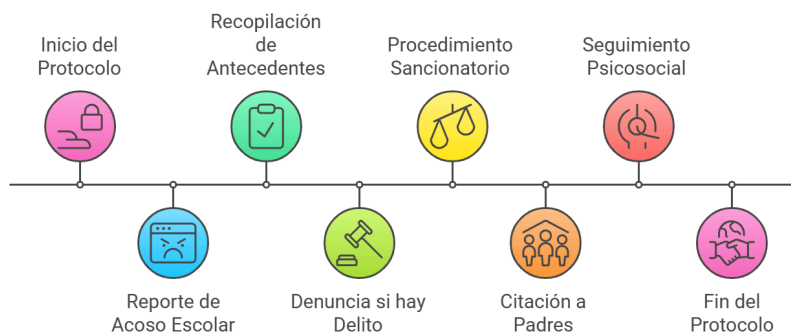 Inicio del
Protocolo
Reporte de
Acoso Escolar
Recopilación
de
Antecedentes
Denuncia si hay
Delito
Procedimiento
Sancionatorio
Citación a
Padres
Seguimiento
Psicosocial
Fin del
Protocolo